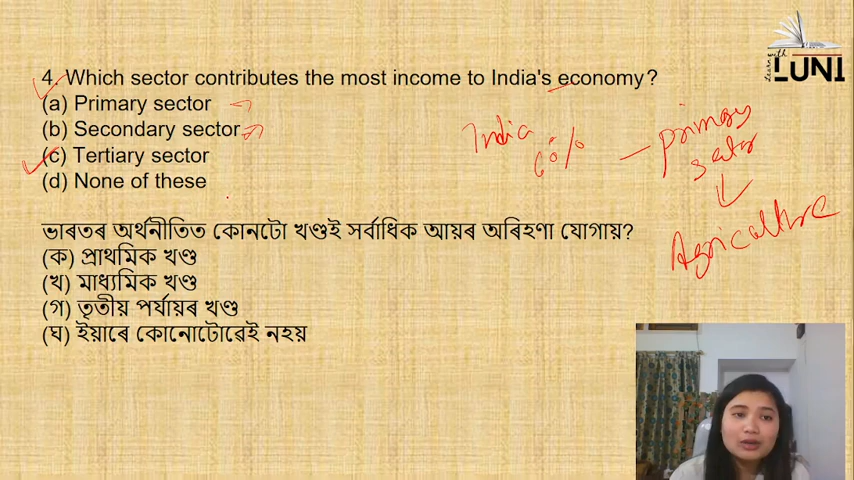 Learn with
LUNI
4. Which sector contributes the most income to India's economy?
(a) Primary sector
(b) Secondary sector
(c) Tertiary sector
(d) None of these
India
60%
Primary
sector
Agriculture
ভাৰতৰ অৰ্থনীতিত কোনটো খণ্ডই সৰ্বাধিক আয়ৰ অৰিহণা যোগায়?
(ক) প্ৰাথমিক খণ্ড
(খ) মাধ্যমিক খণ্ড
(গ) তৃতীয় পৰ্যায়ৰ খণ্ড
(ঘ) ইয়াৰে কোনোটোৱেই নহয়